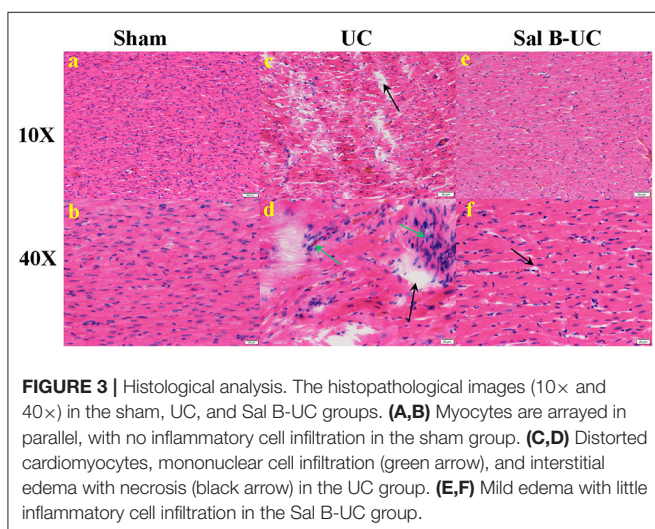 Sham UC Sal B-UC
a c e
10X
b d f
40X
FIGURE 3 | Histological analysis. The histopathological images (10× and
40×) in the sham, UC, and Sal B-UC groups. (A,B) Myocytes are arrayed in
parallel, with no inflammatory cell infiltration in the sham group. (C,D) Distorted
cardiomyocytes, mononuclear cell infiltration (green arrow), and interstitial
edema with necrosis (black arrow) in the UC group. (E,F) Mild edema with little
inflammatory cell infiltration in the Sal B-UC group.